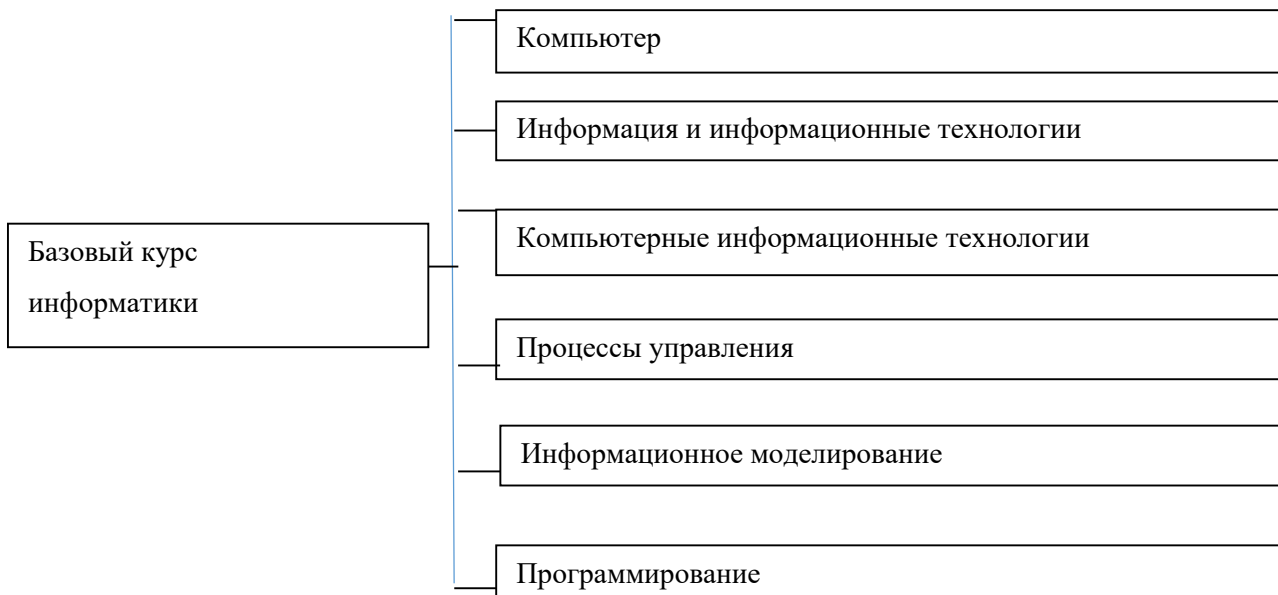 Компьютер
Информация и информационные технологии
Компьютерные информационные технологии
Базовый курс
информатики
Процессы управления
Информационное моделирование
Программирование